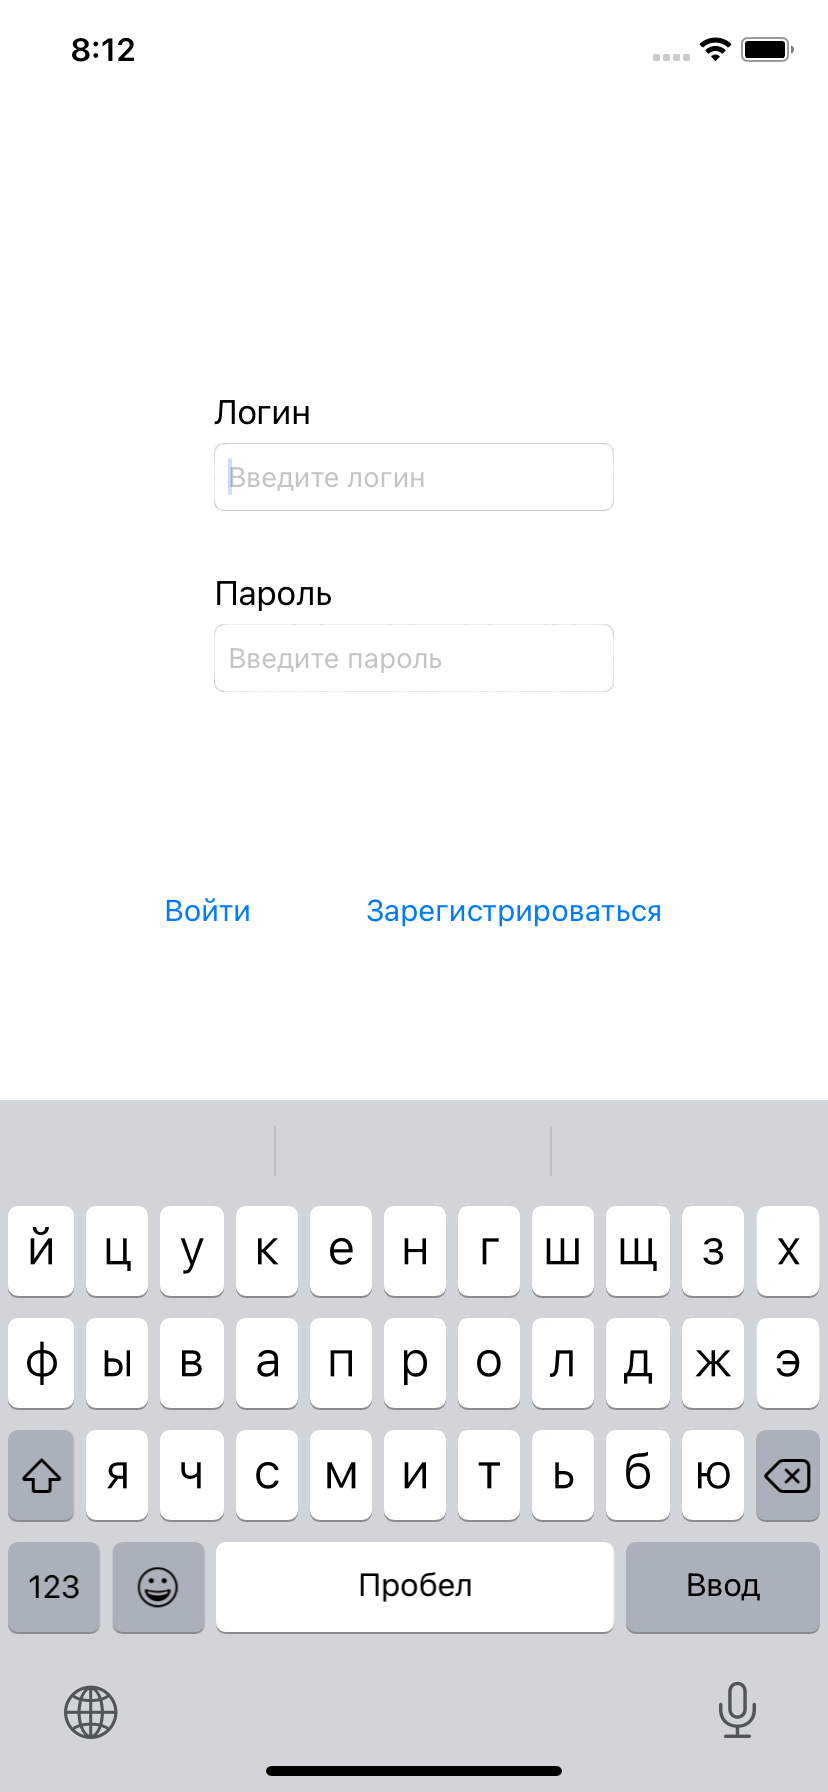 8:12
Логин
Введите логин
Пароль
Введите пароль
Войти Зарегистрироваться
й ц у к е н г ш щ з х
ф ы в а п р о л д ж э
я ч с м и т ь б ю
123 Пробел Ввод